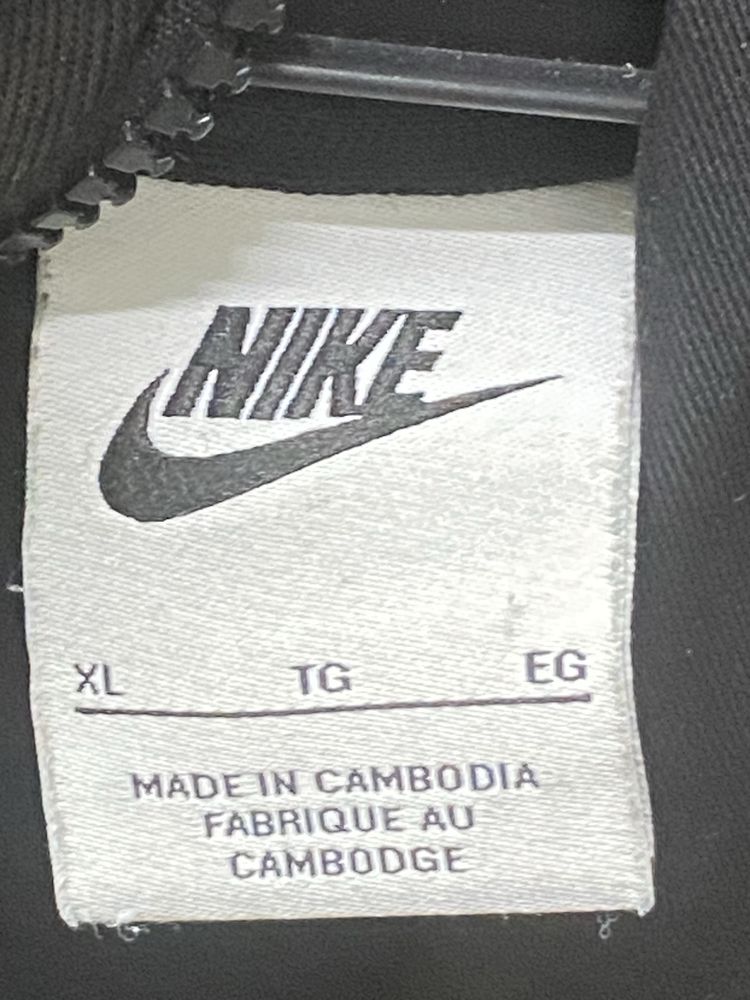 NIKE
XL TG EG
MADE IN CAMBODIA
FABRIQUE AU
CAMBODGE